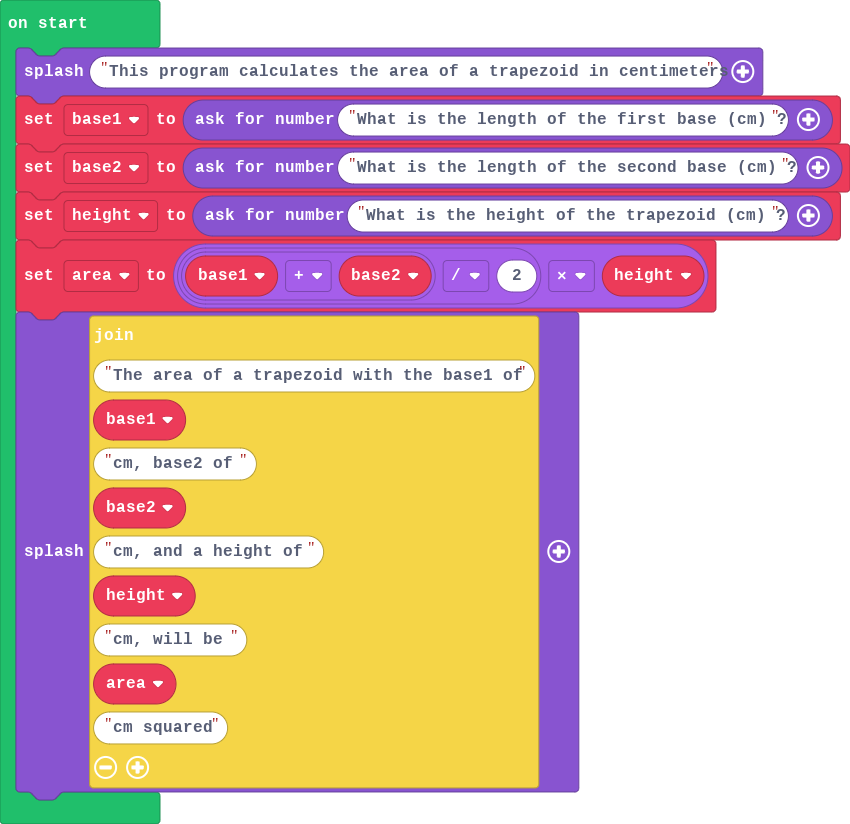 on start
splash "This program calculates the area of a trapezoid in centimeters"
set base1 to ask for number "What is the length of the first base (cm) ?"
set base2 to ask for number "What is the length of the second base (cm) ?"
set height to ask for number "What is the height of the trapezoid (cm) ?"
set area to base1 + base2 / 2 × height
join
"The area of a trapezoid with the base1 of"
base1
"cm, base2 of "
base2
splash "cm, and a height of "
height
"cm, will be "
area
"cm squared"